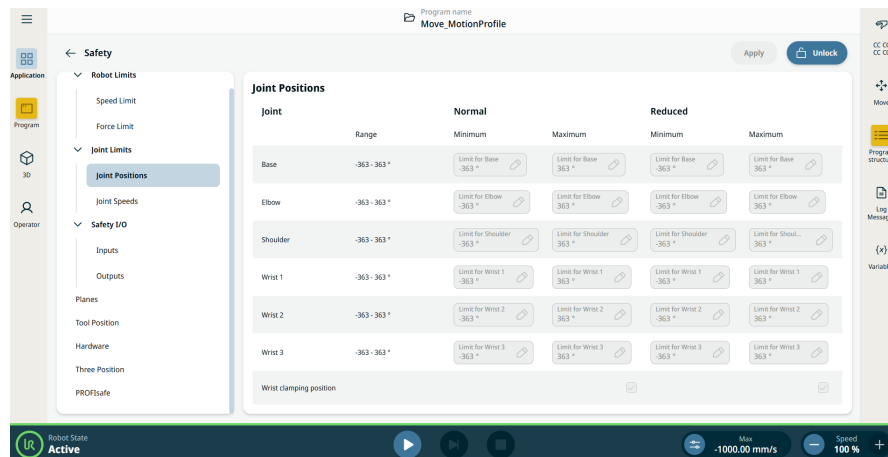 Program name
Move_MotionProfile
Safety
Apply
Unlock
Application
Program
3D
Operator
Robot Limits
Speed Limit
Force Limit
Joint Limits
Joint Positions
Joint Speeds
Safety I/O
Inputs
Outputs
Planes
Tool Position
Hardware
Three Position
PROFIsafe
Joint Positions
Joint Normal Reduced
Range Minimum Maximum Minimum Maximum
Base -363 - 363 ° Limit for Base -363 ° Limit for Base 363 ° Limit for Base -363 ° Limit for Base 363 °
Elbow -363 - 363 ° Limit for Elbow -363 ° Limit for Elbow 363 ° Limit for Elbow -363 ° Limit for Elbow 363 °
Shoulder -363 - 363 ° Limit for Shoulder -363 ° Limit for Shoulder 363 ° Limit for Shoulder -363 ° Limit for Shoul... 363 °
Wrist 1 -363 - 363 ° Limit for Wrist 1 -363 ° Limit for Wrist 1 363 ° Limit for Wrist 1 -363 ° Limit for Wrist 1 363 °
Wrist 2 -363 - 363 ° Limit for Wrist 2 -363 ° Limit for Wrist 2 363 ° Limit for Wrist 2 -363 ° Limit for Wrist 2 363 °
Wrist 3 -363 - 363 ° Limit for Wrist 3 -363 ° Limit for Wrist 3 363 ° Limit for Wrist 3 -363 ° Limit for Wrist 3 363 °
Wrist clamping position
CC CC
CC CC
Move
Progra
structu
Log
Messag
{x}
Variabl
UR
Robot State
Active
Max
-1000.00 mm/s
Speed
100 %